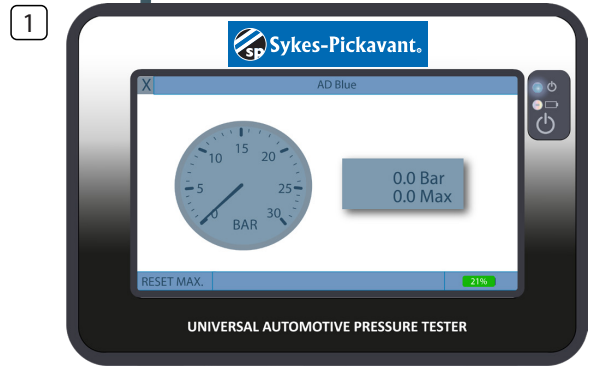 1
sp Sykes-Pickavant®
X AD Blue
15
10 20
5 25
0 30
BAR
0.0 Bar
0.0 Max
RESET MAX. 21%
UNIVERSAL AUTOMOTIVE PRESSURE TESTER